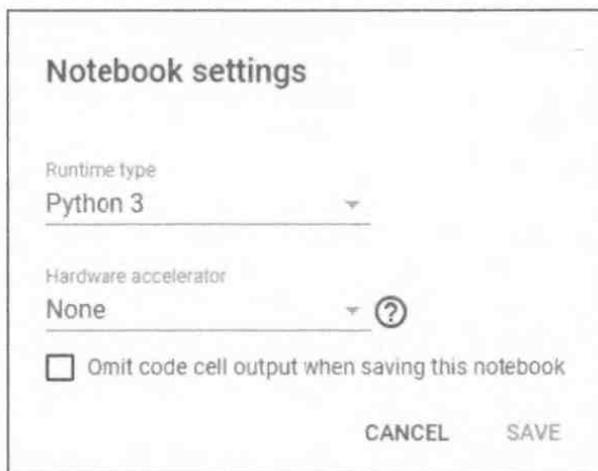 Notebook settings
Runtime type
Python 3
Hardware accelerator
None
?
Omit code cell output when saving this notebook
CANCEL SAVE